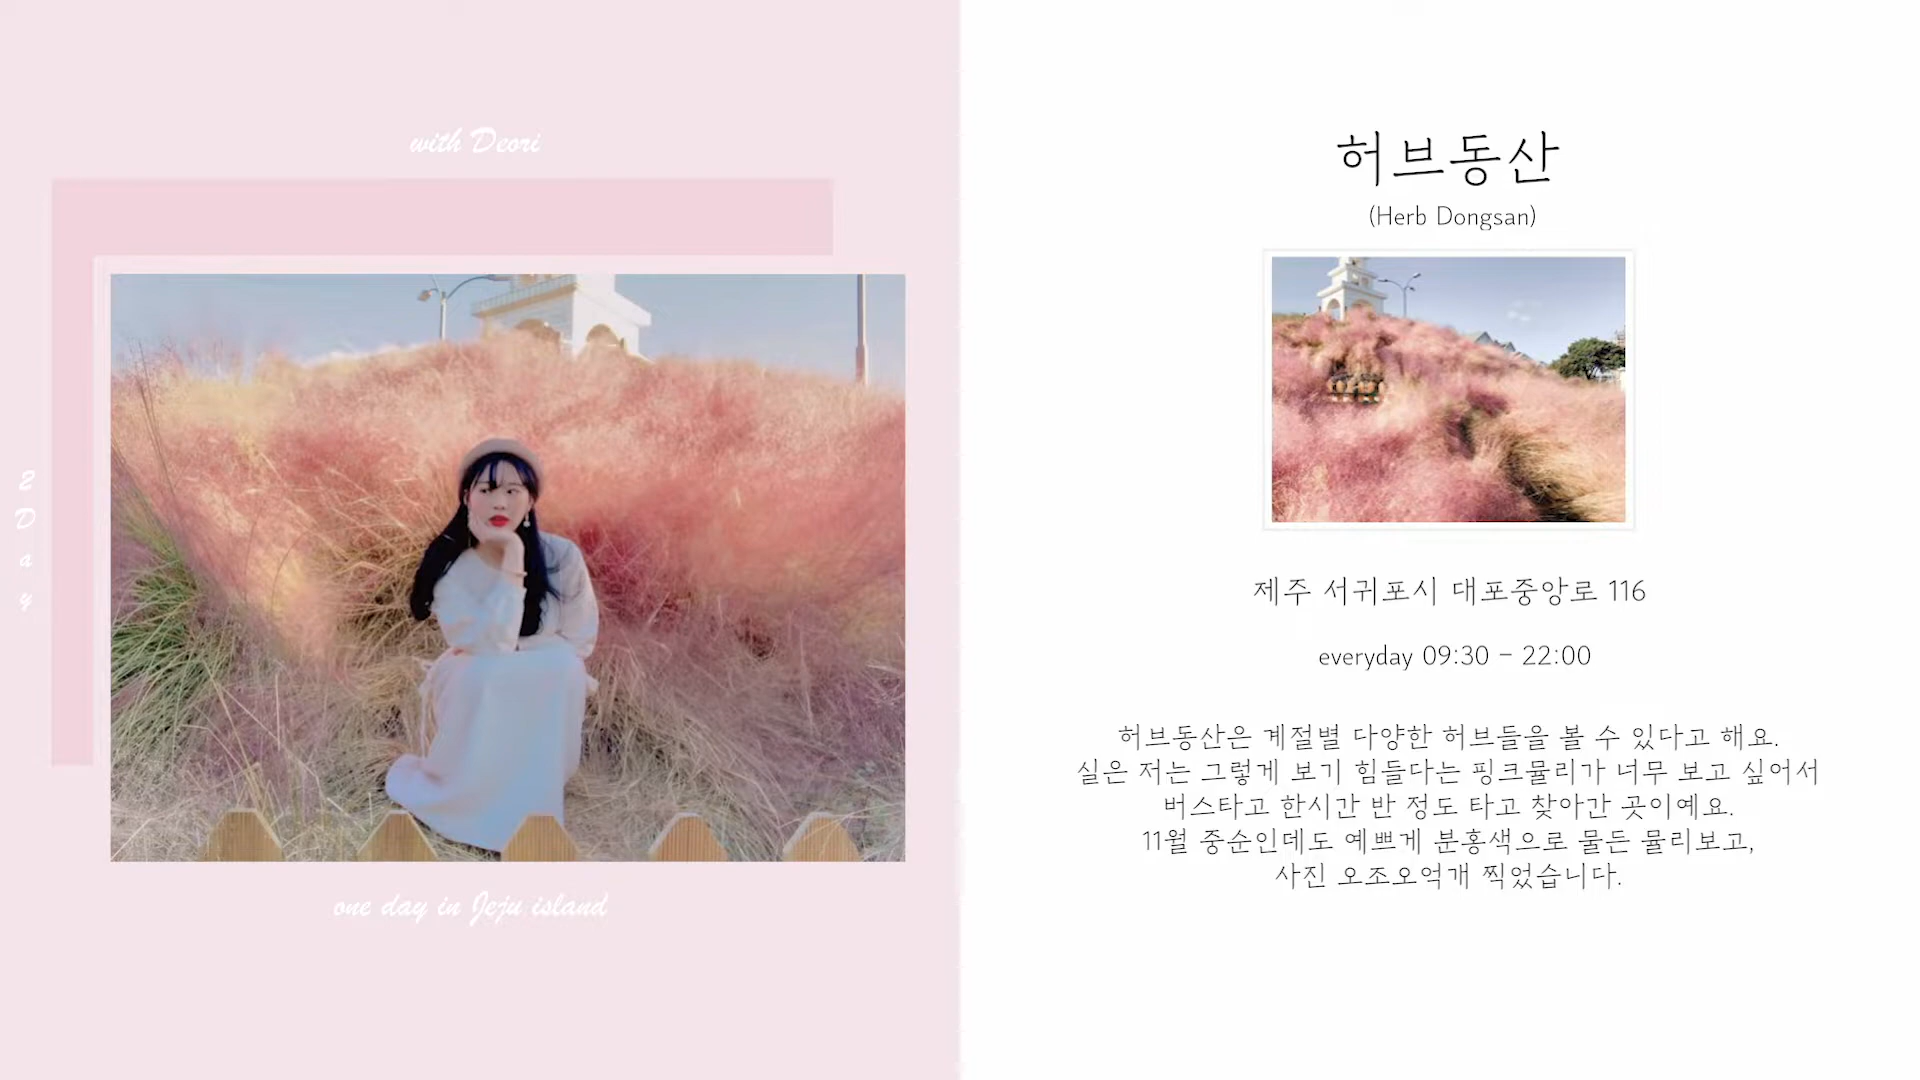 with Deori
2 Day
one day in Jeju island
허브동산
(Herb Dongsan)
제주 서귀포시 대포중앙로 116
everyday 09:30 - 22:00
허브동산은 계절별 다양한 허브들을 볼 수 있다고 해요.
실은 저는 그렇게 보기 힘들다는 핑크뮬리가 너무 보고 싶어서
버스타고 한시간 반 정도 타고 찾아간 곳이예요.
11월 중순인데도 예쁘게 분홍색으로 물든 뮬리보고,
사진 오조오억개 찍었습니다.